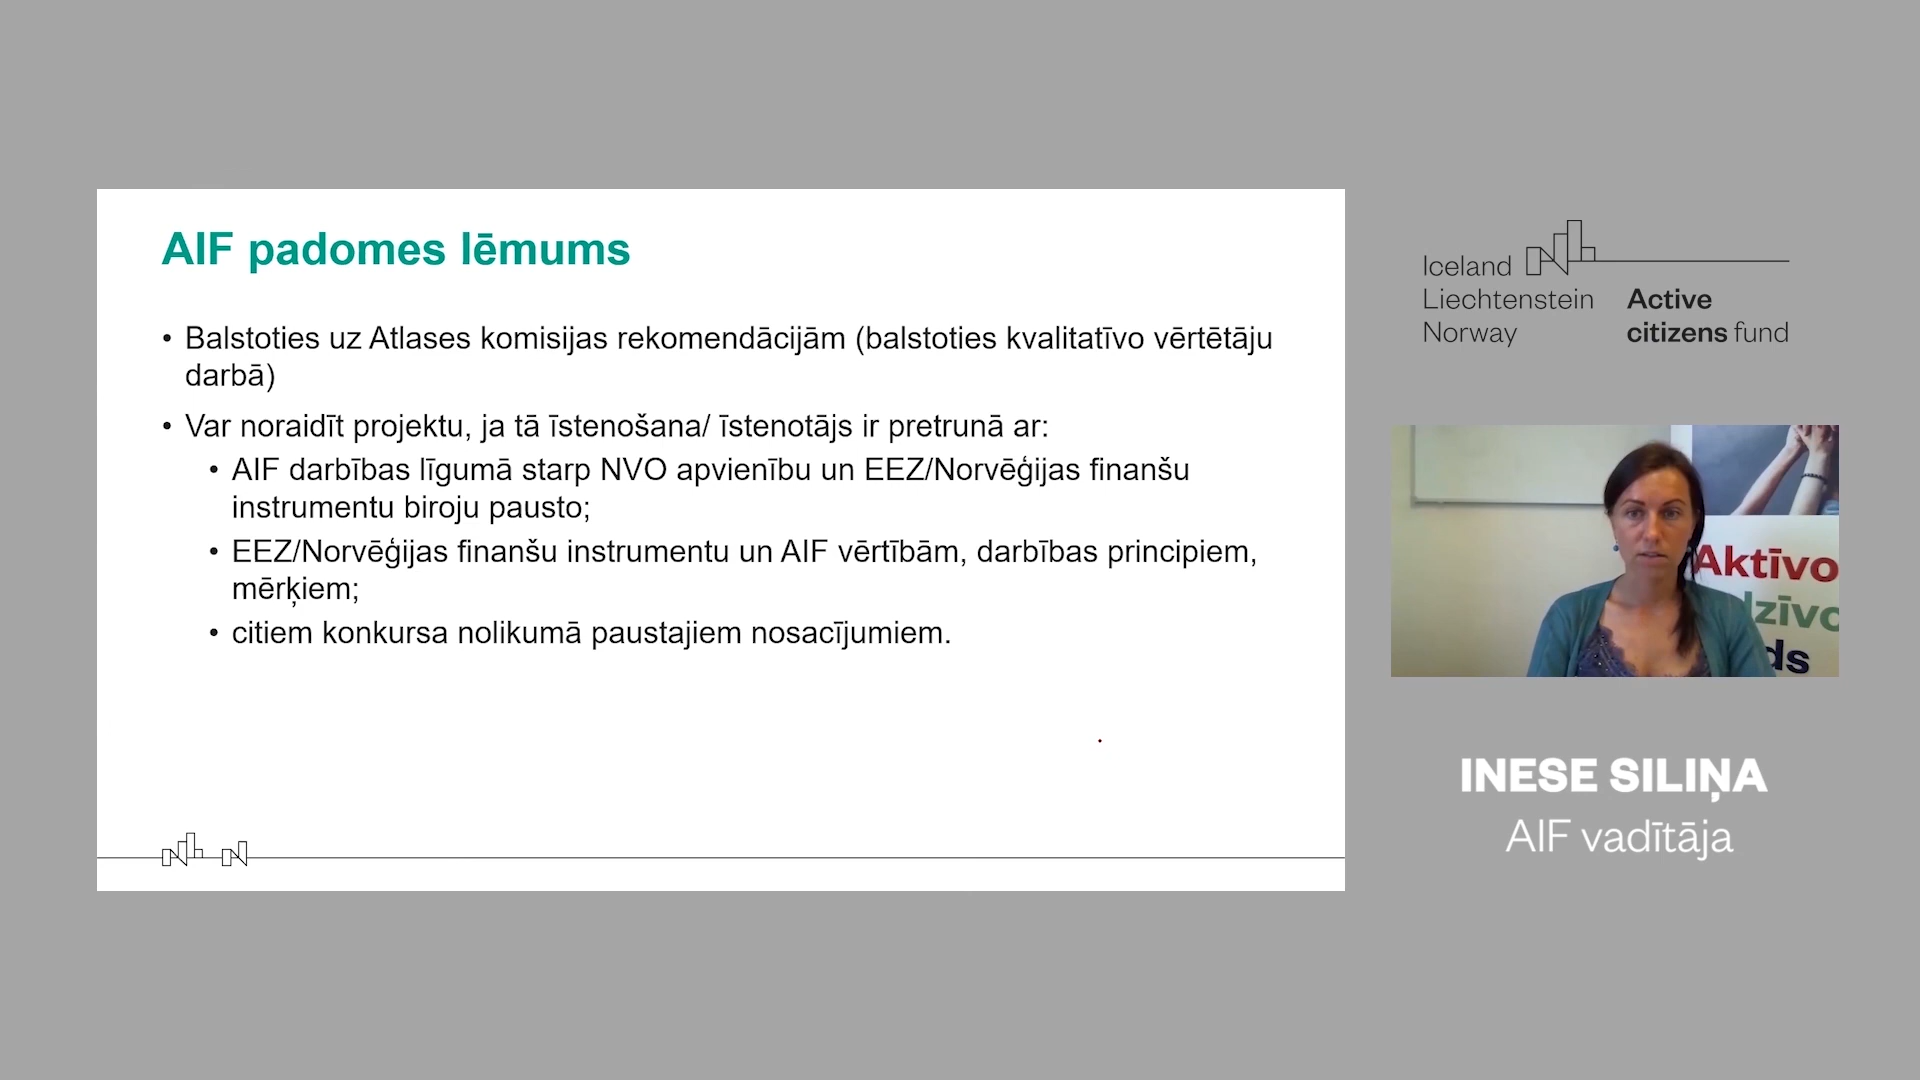 AIF padomes lēmums
• Balstoties uz Atlases komisijas rekomendācijām (balstoties kvalitatīvo vērtētāju
darbā)
• Var noraidīt projektu, ja tā īstenošana/ īstenotājs ir pretrunā ar:
• AIF darbības līgumā starp NVO apvienību un EEZ/Norvēģijas finanšu
instrumentu biroju pausto;
• EEZ/Norvēģijas finanšu instrumentu un AIF vērtībām, darbības principiem,
mērķiem;
• citiem konkursa nolikumā paustajiem nosacījumiem.
Iceland
Liechtenstein
Norway
Active
citizens fund
Aktīvo
dzīvo
ds
INESE SILIŅA
AIF vadītāja